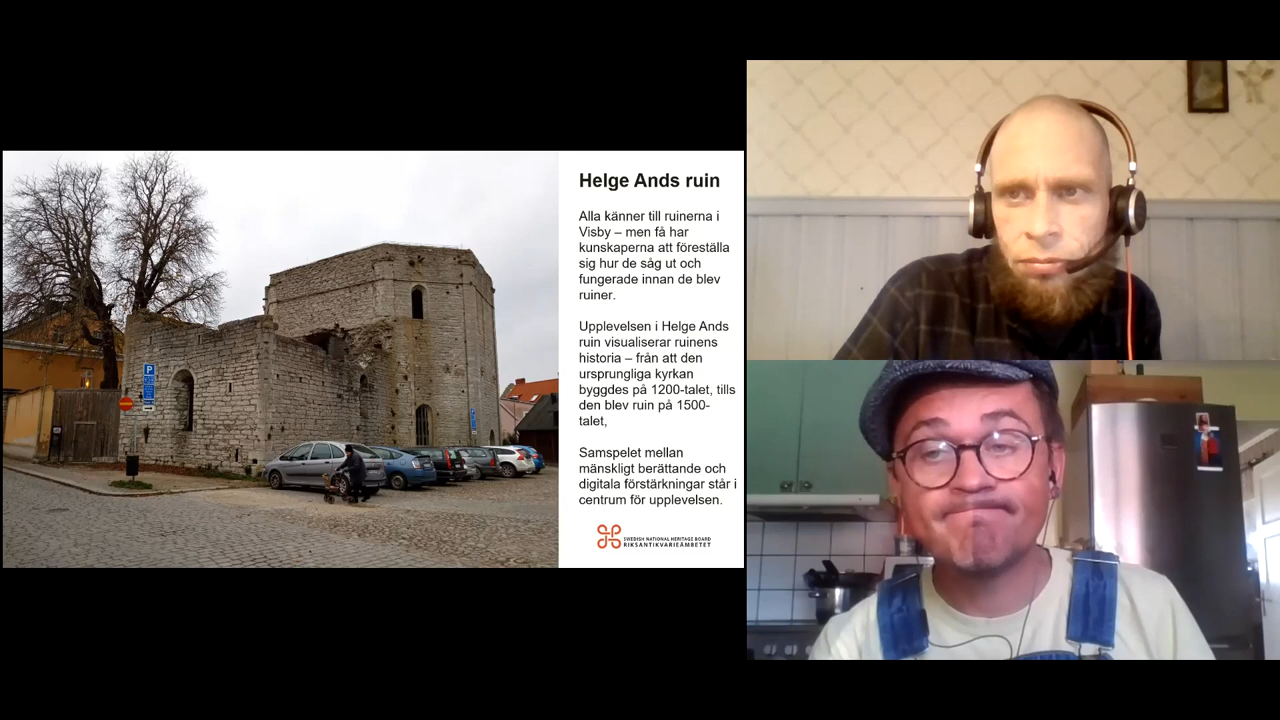 Helge Ands ruin
Alla känner till ruinerna i
Visby – men få har
kunskaperna att föreställa
sig hur de såg ut och
fungerade innan de blev
ruiner.
Upplevelsen i Helge Ands
ruin visualiserar ruinens
historia – från att den
ursprungliga kyrkan
byggdes på 1200-talet, tills
den blev ruin på 1500-
talet,
Samspelet mellan
mänskligt berättande och
digitala förstärkningar står i
centrum för upplevelsen.
SWEDISH NATIONAL HERITAGE BOARD
RIKSANTIKVARIEÄMBETET
P